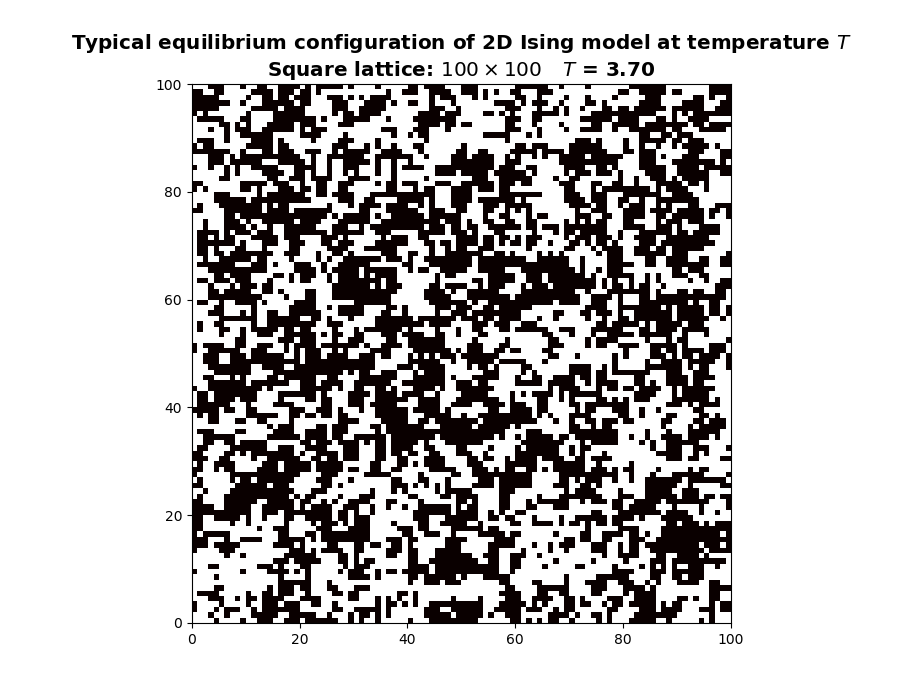 Typical equilibrium configuration of 2D Ising model at temperature T
Square lattice: 100 × 100 T = 3.70
100
80
60
40
20
0
0 20 40 60 80 100